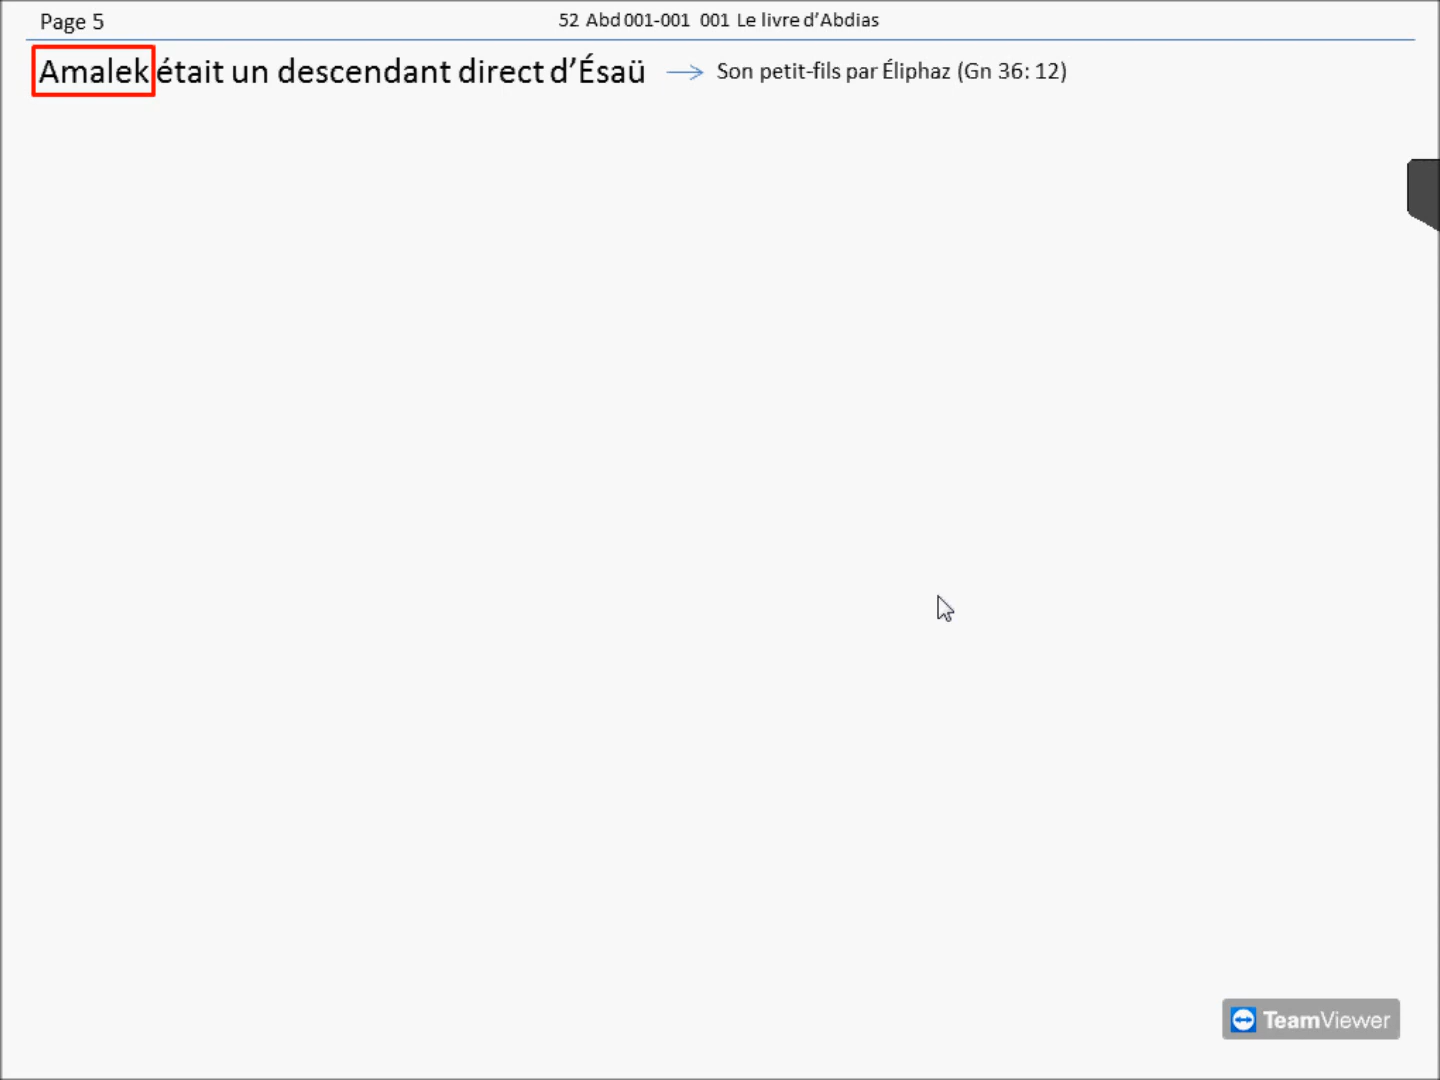 Page 5
52 Abd 001-001 001 Le livre d’Abdias
Amalek était un descendant direct d’Ésaü → Son petit-fils par Éliphaz (Gn 36: 12)
TeamViewer